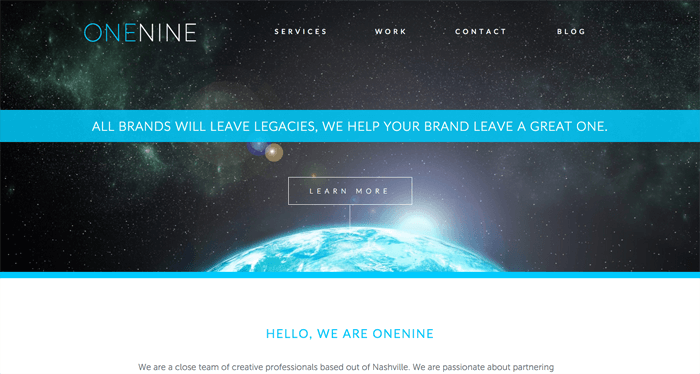 ONENINE
SERVICES WORK CONTACT BLOG
ALL BRANDS WILL LEAVE LEGACIES, WE HELP YOUR BRAND LEAVE A GREAT ONE.
LEARN MORE
HELLO, WE ARE ONENINE
We are a close team of creative professionals based out of Nashville. We are passionate about partnering